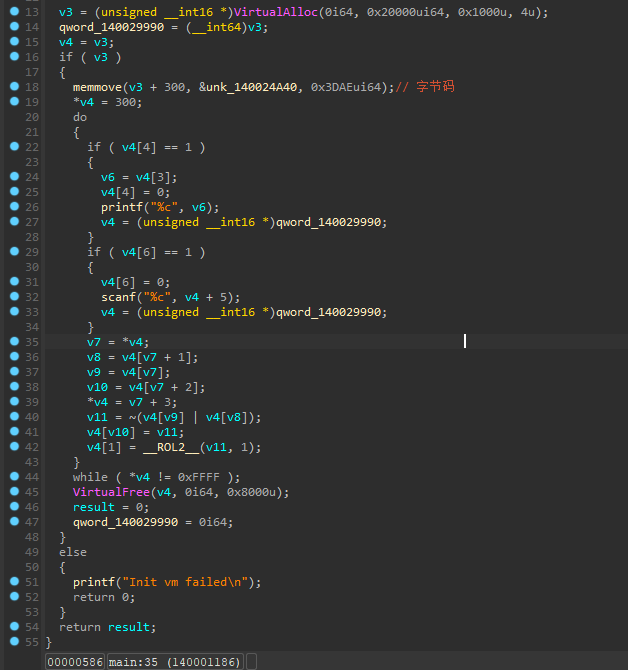 13 v3 = (unsigned __int16 *)VirtualAlloc(0i64, 0x20000ui64, 0x1000u, 4u);
14 qword_140029990 = (__int64)v3;
15 v4 = v3;
16 if ( v3 )
17 {
18 memmove(v3 + 300, &unk_140024A40, 0x3DAEui64);// 字节码
19 *v4 = 300;
20 do
21 {
22 if ( v4[4] == 1 )
23 {
24 v6 = v4[3];
25 v4[4] = 0;
26 printf("%c", v6);
27 v4 = (unsigned __int16 *)qword_140029990;
28 }
29 if ( v4[6] == 1 )
30 {
31 v4[6] = 0;
32 scanf("%c", v4 + 5);
33 v4 = (unsigned __int16 *)qword_140029990;
34 }
35 v7 = *v4;
36 v8 = v4[v7 + 1];
37 v9 = v4[v7];
38 v10 = v4[v7 + 2];
39 *v4 = v7 + 3;
40 v11 = ~(v4[v9] | v4[v8]);
41 v4[v10] = v11;
42 v4[1] = __ROL2__(v11, 1);
43 }
44 while ( *v4 != 0xFFFF );
45 VirtualFree(v4, 0i64, 0x8000u);
46 result = 0;
47 qword_140029990 = 0i64;
48 }
49 else
50 {
51 printf("Init vm failed\n");
52 return 0;
53 }
54 return result;
55 }
00000586 main:35 (140001186)